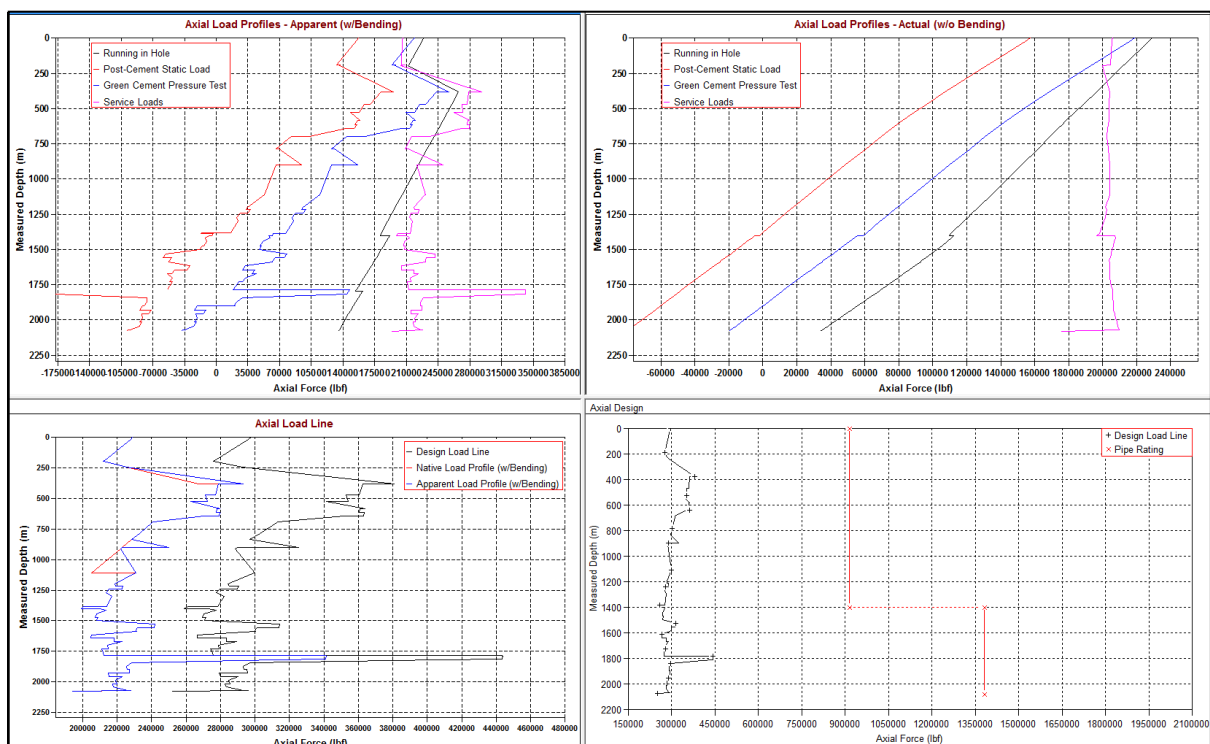 Axial Load Profiles - Apparent (w/Bending)
Running in Hole
Post-Cement Static Load
Green Cement Pressure Test
Service Loads
Measured Depth (m)
0
250
500
750
1000
1250
1500
1750
2000
2250
-175000 -140000 -105000 -70000 -35000 0 35000 70000 105000 140000 175000 210000 245000 280000 315000 350000 385000
Axial Force (lbf)
Axial Load Profiles - Actual (w/o Bending)
Running in Hole
Post-Cement Static Load
Green Cement Pressure Test
Service Loads
Measured Depth (m)
0
250
500
750
1000
1250
1500
1750
2000
2250
-60000 -40000 -20000 0 20000 40000 60000 80000 100000 120000 140000 160000 180000 200000 220000 240000
Axial Force (lbf)
Axial Load Line
Design Load Line
Native Load Profile (w/Bending)
Apparent Load Profile (w/Bending)
Measured Depth (m)
0
250
500
750
1000
1250
1500
1750
2000
2250
200000 220000 240000 260000 280000 300000 320000 340000 360000 380000 400000 420000 440000 460000 480000
Axial Force (lbf)
Axial Design
Design Load Line
Pipe Rating
Measured Depth (m)
0
200
400
600
800
1000
1200
1400
1600
1800
2000
2200
150000 300000 450000 600000 750000 900000 1050000 1200000 1350000 1500000 1650000 1800000 1950000 2100000
Axial Force (lbf)